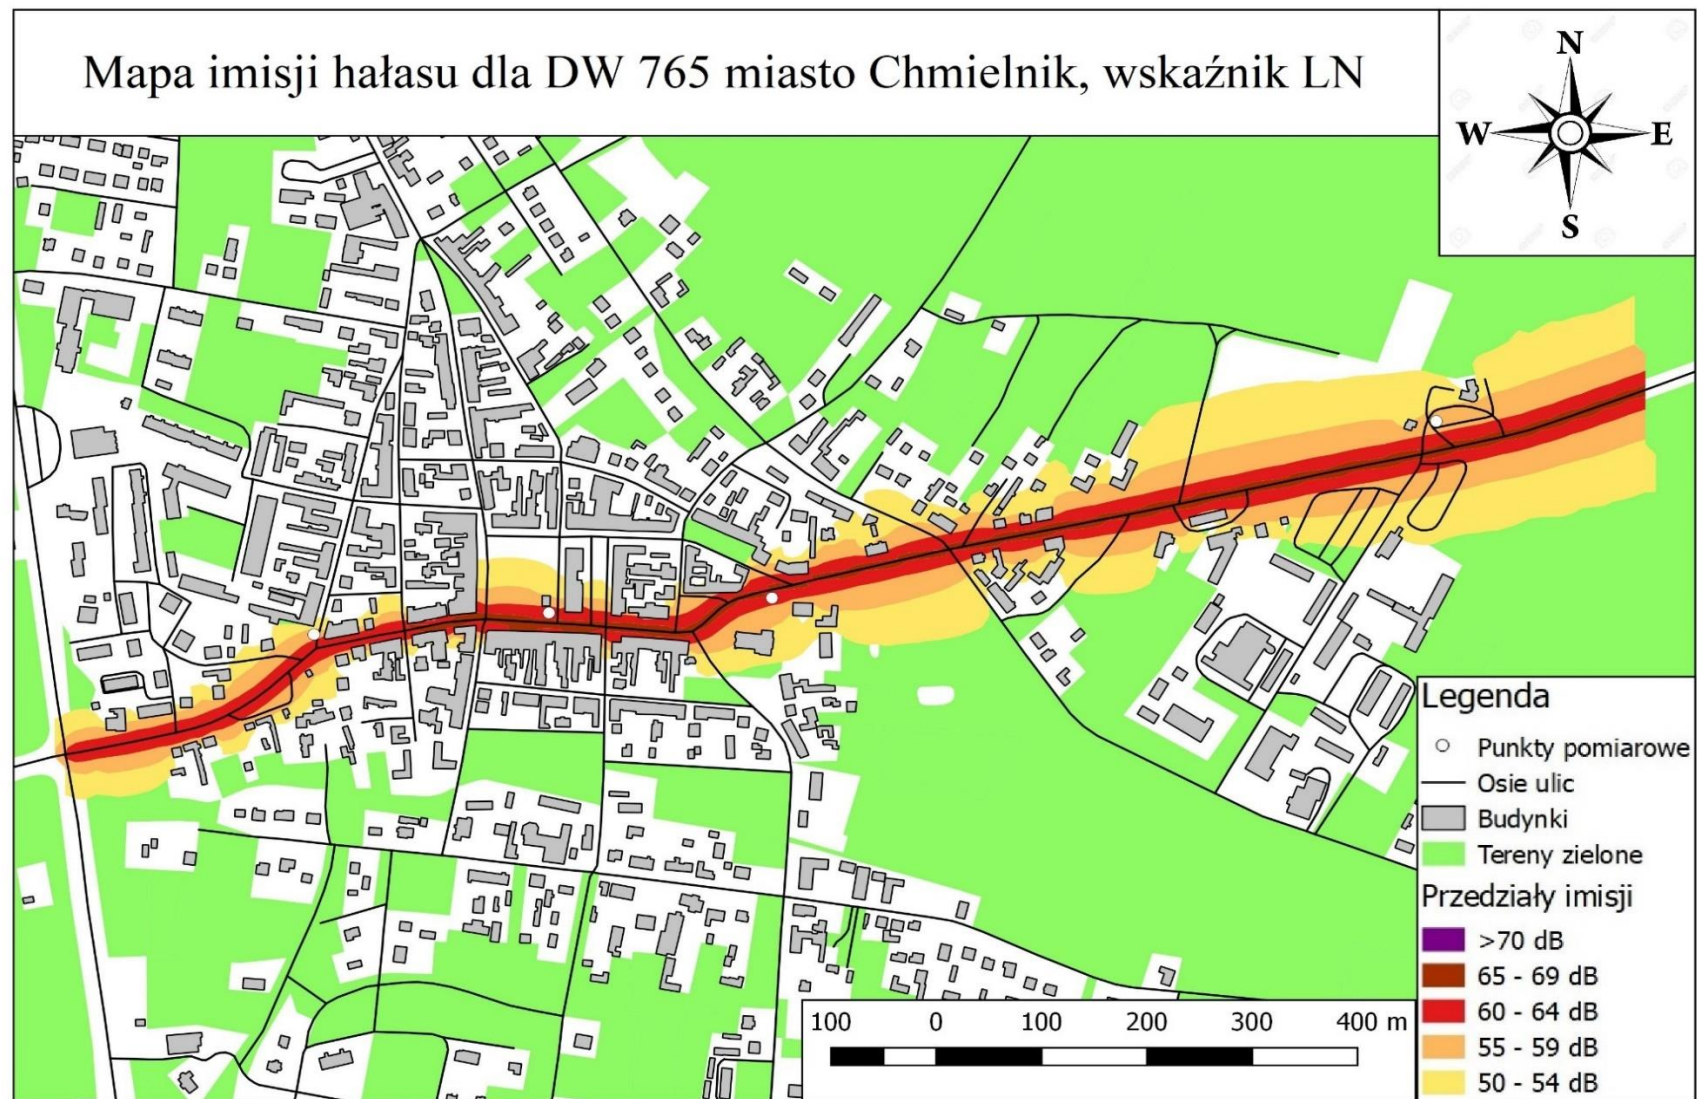 Mapa imisji hałasu dla DW 765 miasto Chmielnik, wskaźnik LN
N
W E
S
Legenda
Punkty pomiarowe
Osie ulic
Budynki
Tereny zielone
Przedziały imisji
>70 dB
65 - 69 dB
60 - 64 dB
55 - 59 dB
50 - 54 dB
100 0 100 200 300 400 m